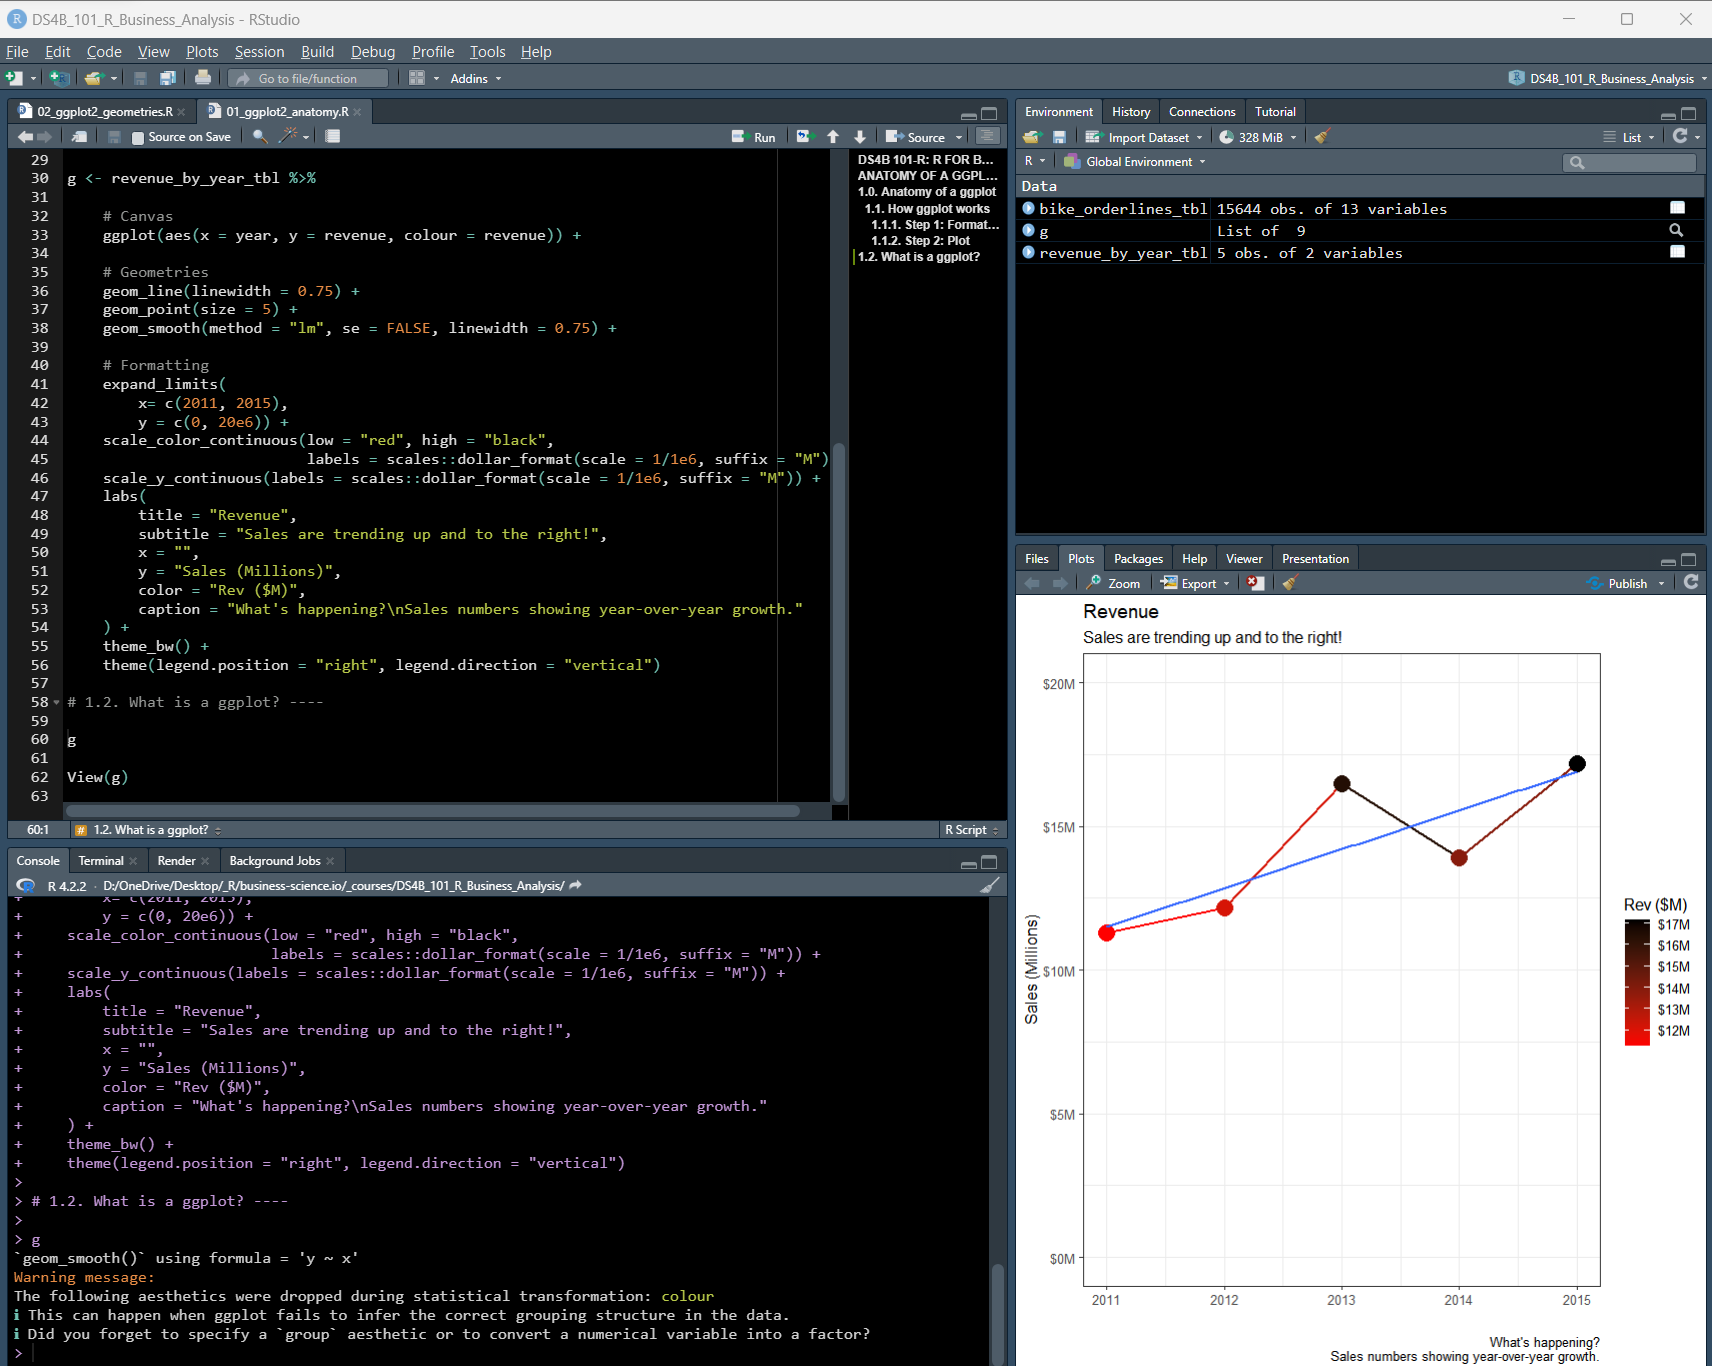 DS4B_101_R_Business_Analysis - RStudio
File Edit Code View Plots Session Build Debug Profile Tools Help
Go to file/function Addins DS4B_101_R_Business_Analysis
02_ggplot2_geometries.R 01_ggplot2_anatomy.R
Source on Save Run Source
29
30 g <- revenue_by_year_tbl %>%
31
32 # Canvas
33 ggplot(aes(x = year, y = revenue, colour = revenue)) +
34
35 # Geometries
36 geom_line(linewidth = 0.75) +
37 geom_point(size = 5) +
38 geom_smooth(method = "lm", se = FALSE, linewidth = 0.75) +
39
40 # Formatting
41 expand_limits(
42 x= c(2011, 2015),
43 y = c(0, 20e6)) +
44 scale_color_continuous(low = "red", high = "black",
45 labels = scales::dollar_format(scale = 1/1e6, suffix = "M")
46 scale_y_continuous(labels = scales::dollar_format(scale = 1/1e6, suffix = "M")) +
47 labs(
48 title = "Revenue",
49 subtitle = "Sales are trending up and to the right!",
50 x = "",
51 y = "Sales (Millions)",
52 color = "Rev ($M)",
53 caption = "What's happening?\nSales numbers showing year-over-year growth."
54 ) +
55 theme_bw() +
56 theme(legend.position = "right", legend.direction = "vertical")
57
58 # 1.2. What is a ggplot? ----
59
60 g
61
62 View(g)
63
DS4B 101-R: R FOR B...
ANATOMY OF A GGPL...
1.0. Anatomy of a ggplot
1.1. How ggplot works
1.1.1. Step 1: Format...
1.1.2. Step 2: Plot
1.2. What is a ggplot?
60:1 # 1.2. What is a ggplot? R Script
Console Terminal Render Background Jobs
R 4.2.2 · D:/OneDrive/Desktop/_R/business-science.io/_courses/DS4B_101_R_Business_Analysis/
+ x= c(2011, 2015),
+ y = c(0, 20e6)) +
+ scale_color_continuous(low = "red", high = "black",
+ labels = scales::dollar_format(scale = 1/1e6, suffix = "M")) +
+ scale_y_continuous(labels = scales::dollar_format(scale = 1/1e6, suffix = "M")) +
+ labs(
+ title = "Revenue",
+ subtitle = "Sales are trending up and to the right!",
+ x = "",
+ y = "Sales (Millions)",
+ color = "Rev ($M)",
+ caption = "What's happening?\nSales numbers showing year-over-year growth."
+ ) +
+ theme_bw() +
+ theme(legend.position = "right", legend.direction = "vertical")
>
> # 1.2. What is a ggplot? ----
>
> g
`geom_smooth()` using formula = 'y ~ x'
Warning message:
The following aesthetics were dropped during statistical transformation: colour
i This can happen when ggplot fails to infer the correct grouping structure in the data.
i Did you forget to specify a `group` aesthetic or to convert a numerical variable into a factor?
>
Environment History Connections Tutorial
Import Dataset 328 MiB List
R Global Environment
Data
bike_orderlines_tbl 15644 obs. of 13 variables
g List of 9
revenue_by_year_tbl 5 obs. of 2 variables
Files Plots Packages Help Viewer Presentation
Zoom Export Publish
Revenue
Sales are trending up and to the right!
$20M
$15M
$10M
$5M
$0M
Sales (Millions)
2011 2012 2013 2014 2015
Rev ($M)
$17M
$16M
$15M
$14M
$13M
$12M
What's happening?
Sales numbers showing year-over-year growth.